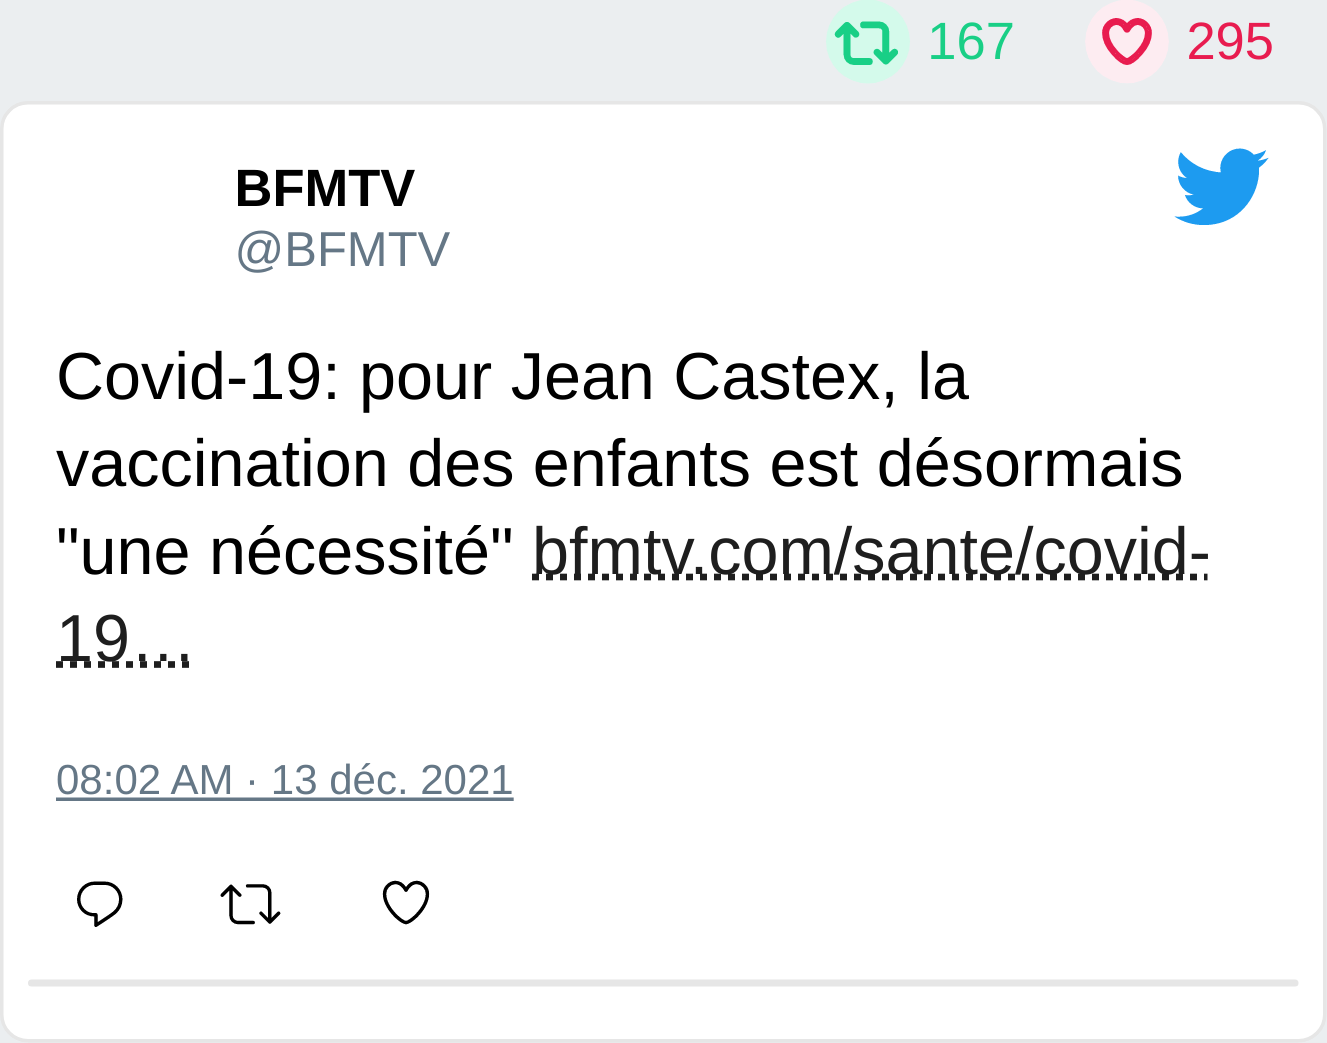 167 295
BFMTV
@BFMTV
Covid-19: pour Jean Castex, la
vaccination des enfants est désormais
"une nécessité" bfmtv.com/sante/covid-
19…
08:02 AM · 13 déc. 2021